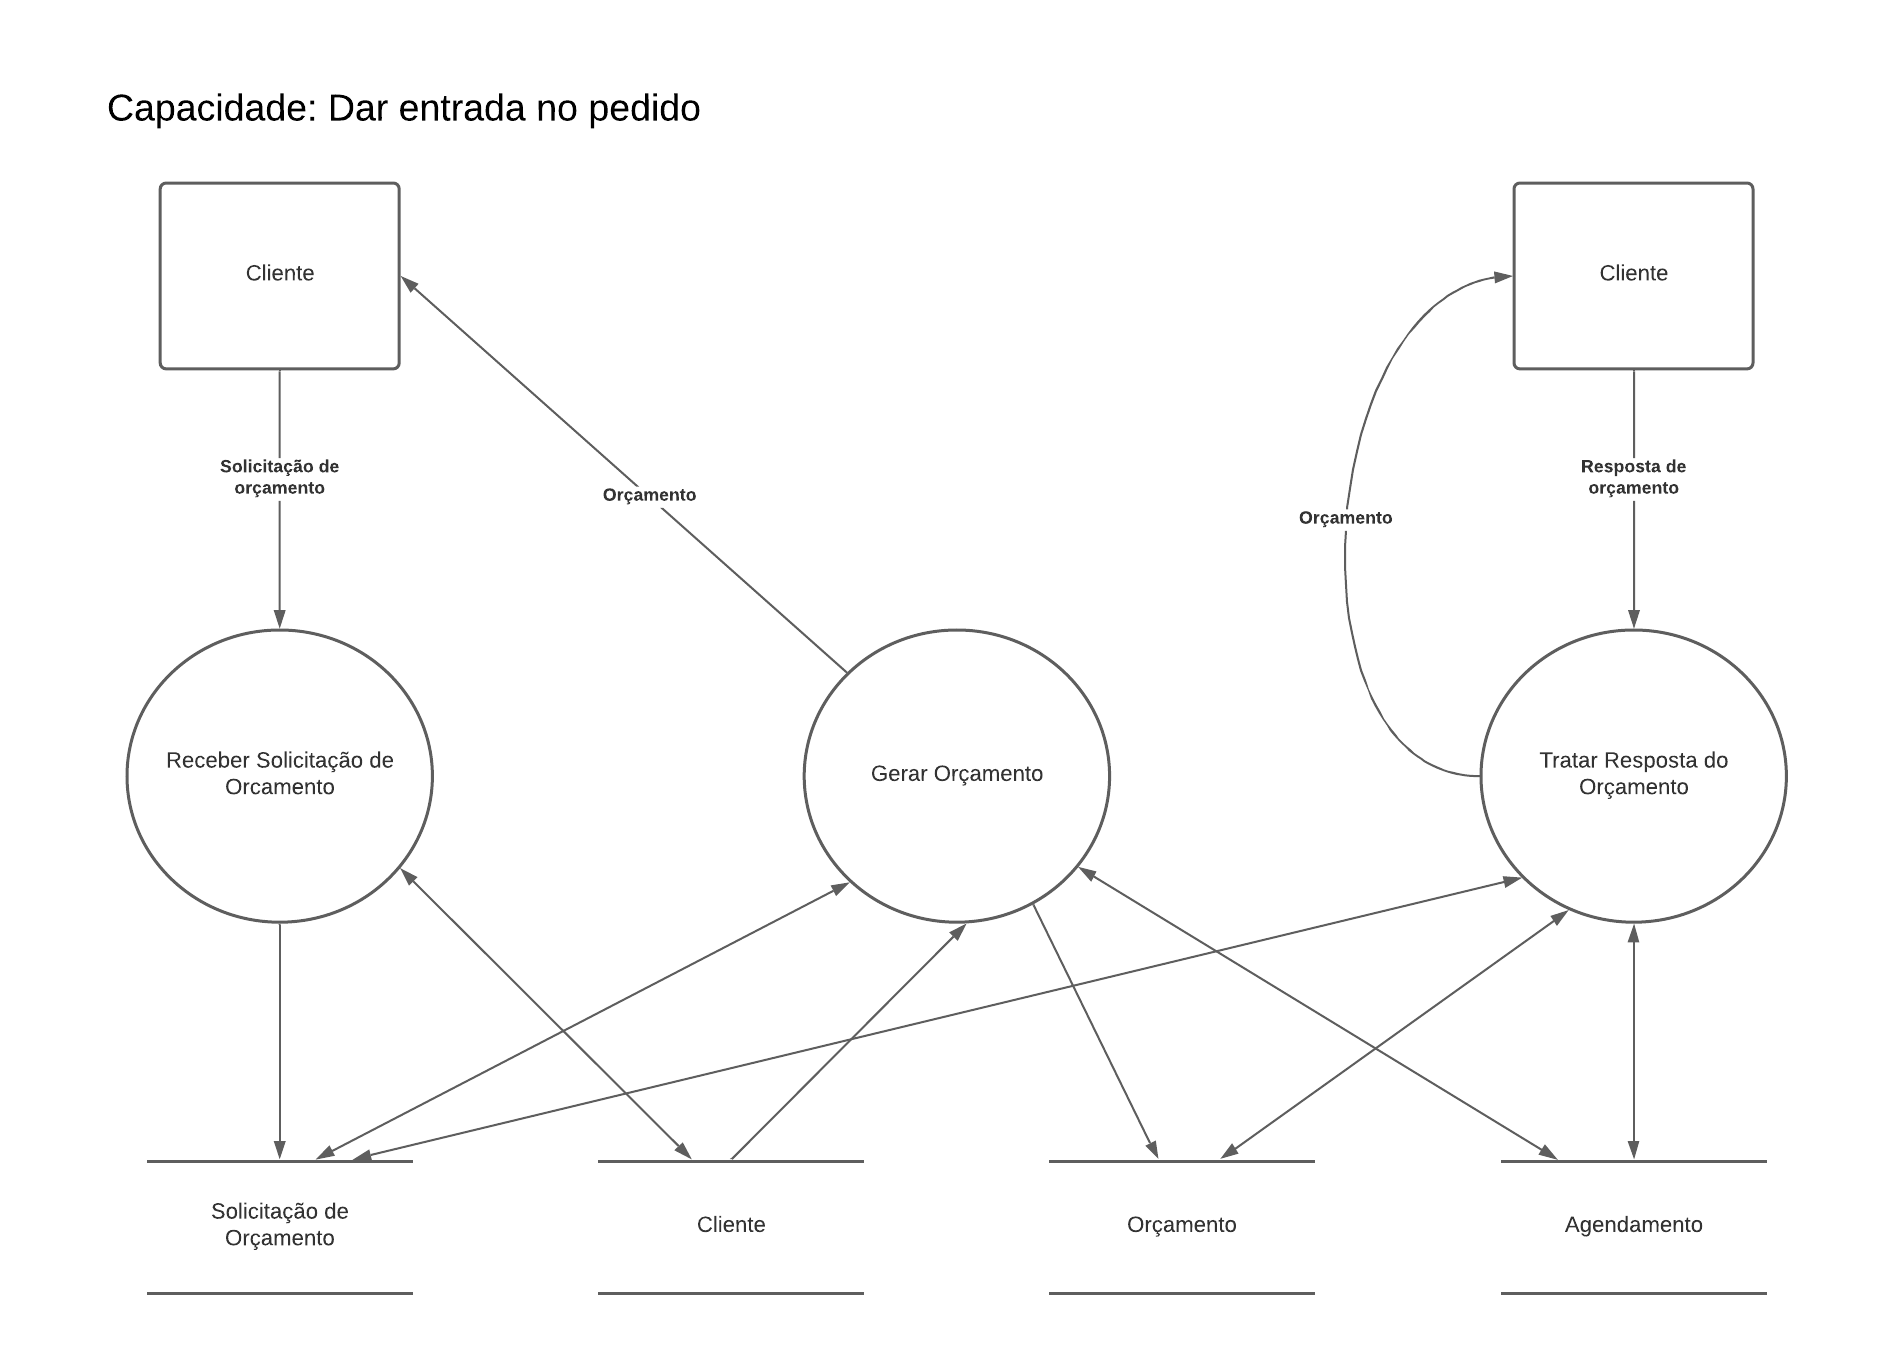 Capacidade: Dar entrada no pedido
Cliente
Cliente
Solicitação de
orçamento
Orçamento
Orçamento
Resposta de
orçamento
Receber Solicitação de
Orcamento
Gerar Orçamento
Tratar Resposta do
Orçamento
Solicitação de
Orçamento
Cliente
Orçamento
Agendamento